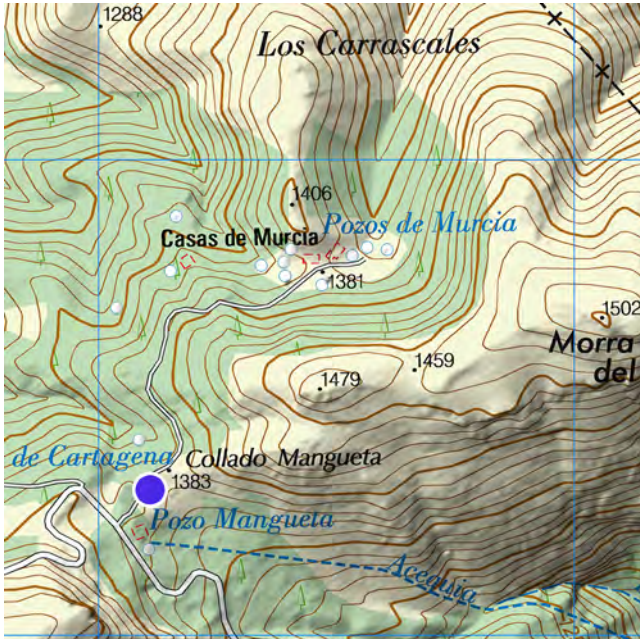 1288
Los Carrascales
1406
Pozos de Murcia
Casas de Murcia
1381
1502
Morra
del
1459
1479
de Cartagena
Collado Mangueta
1383
Pozo Mangueta
Acequia